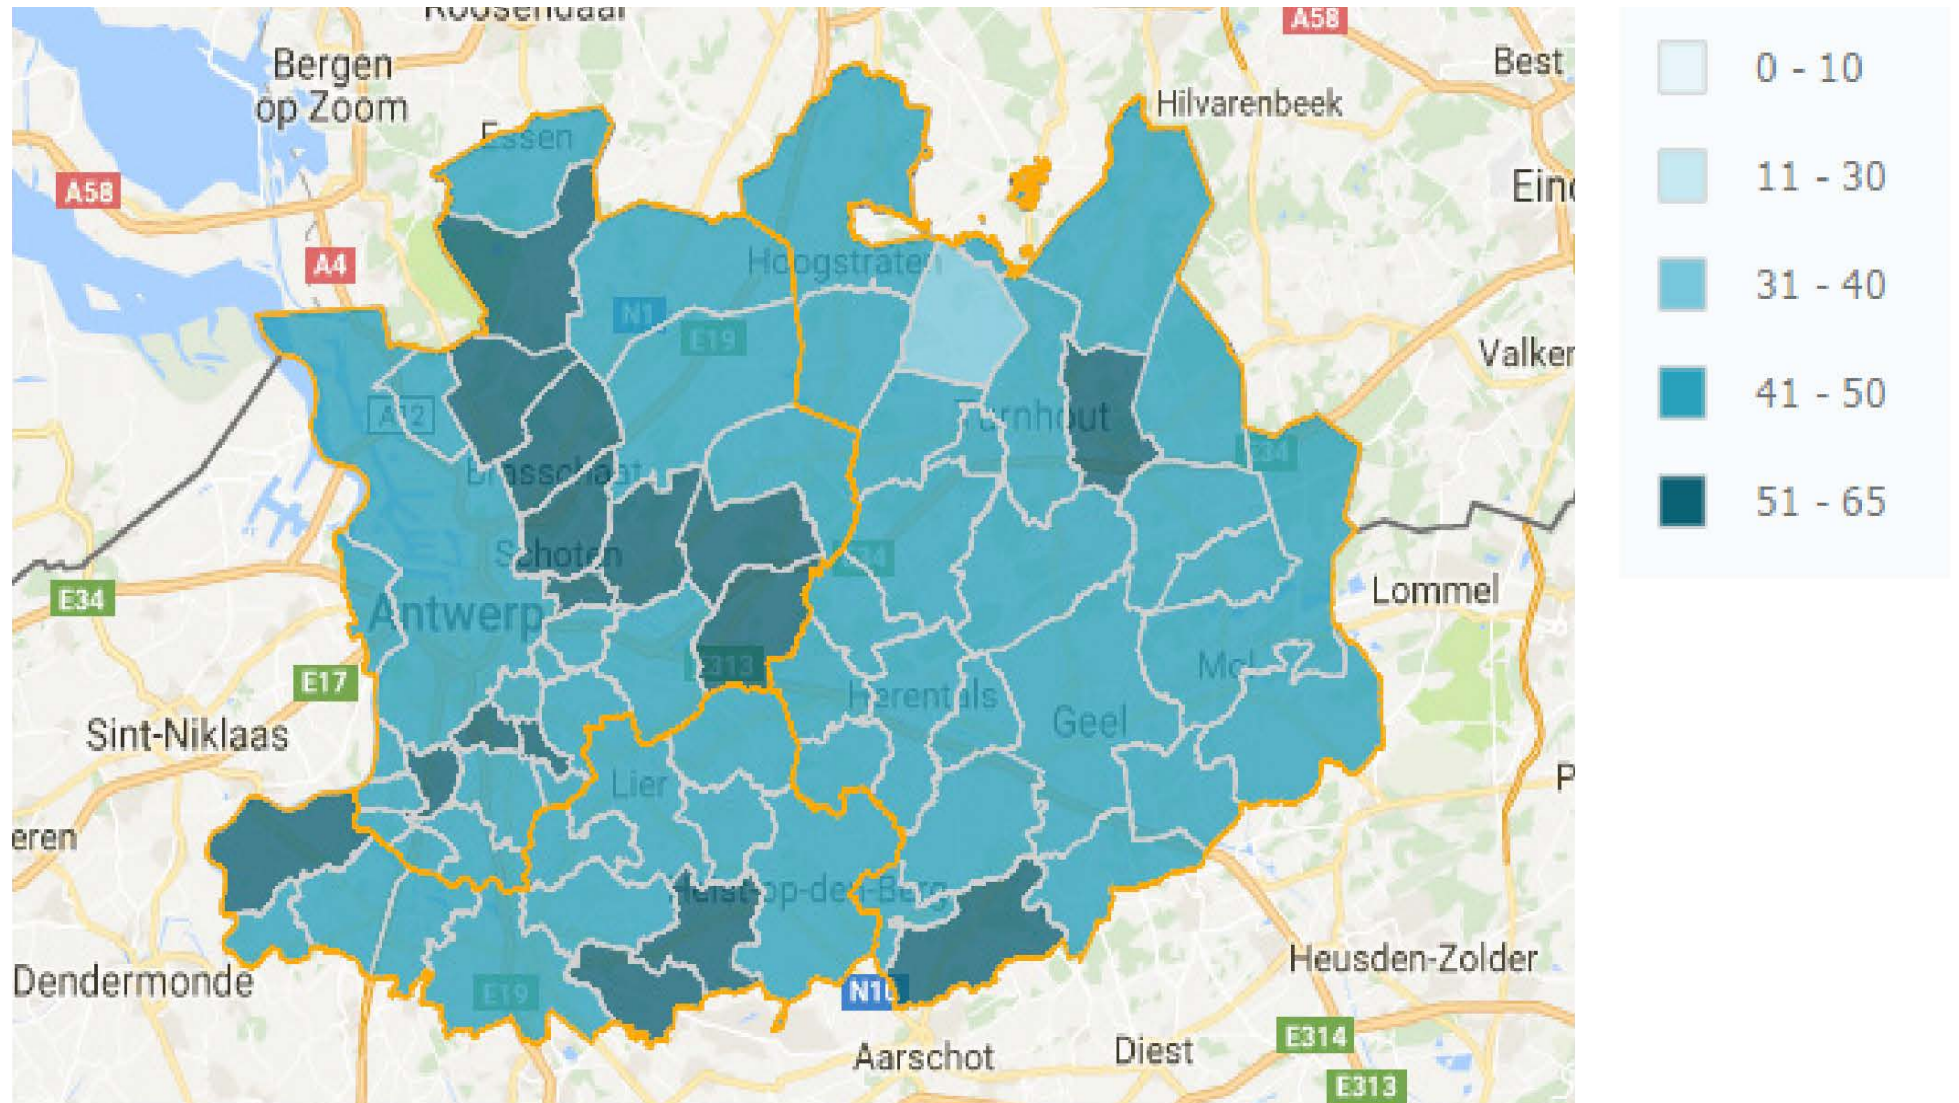 Roosendaal
A58
Bergen
op Zoom
Best
Hilvarenbeek
Essen
A58
Hoogstraten
A4
N1
E19
Valker
A12
Turnhout
E34
Brasschaat
Schoten
E34
E34
Lommel
Antwerp
E313
Mol
E17
Herentals
Geel
Sint-Niklaas
Lier
P
eren
Heist-op-den-Berg
Heusden-Zolder
Dendermonde
E19
N10
E314
Aarschot
Diest
E313
0 - 10
11 - 30
31 - 40
41 - 50
51 - 65